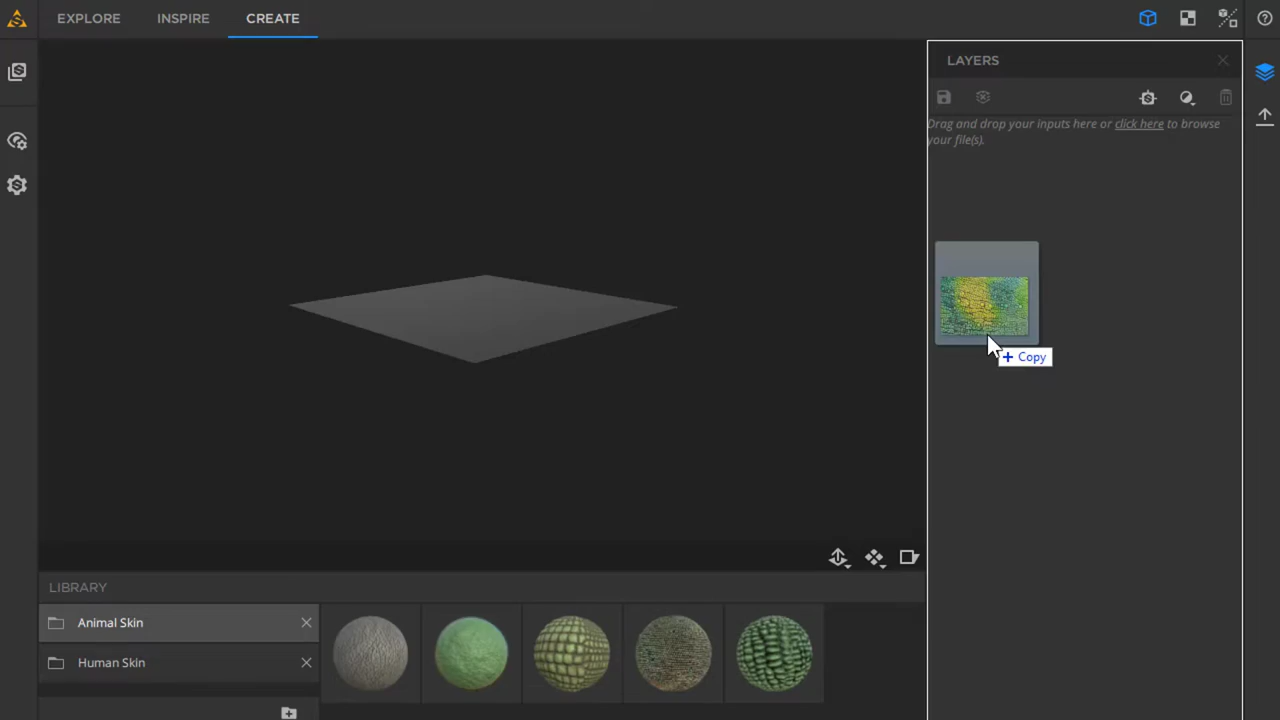 EXPLORE
INSPIRE
CREATE
LAYERS
Drag and drop your inputs here or click here to browse
your file(s).
+ Copy
LIBRARY
Animal Skin
Human Skin